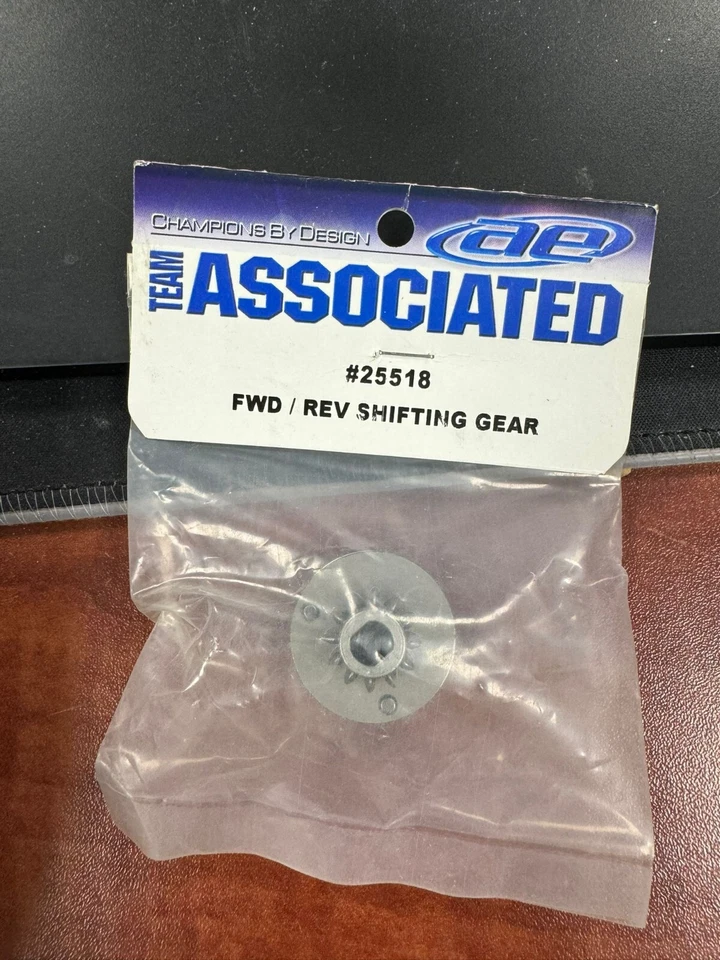 CHAMPIONS BY DESIGN
ae
TEAM ASSOCIATED
#25518
FWD / REV SHIFTING GEAR